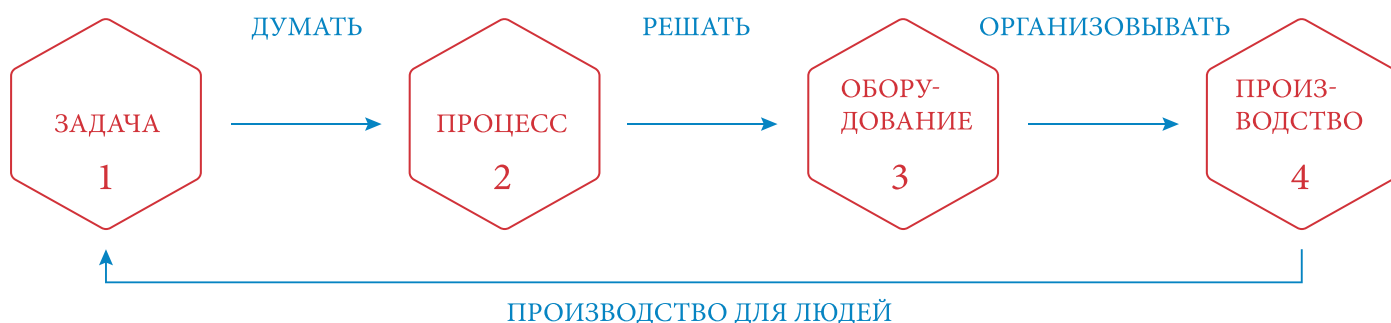 ДУМАТЬ
РЕШАТЬ
ОРГАНИЗОВЫВАТЬ
ЗАДАЧА
1
ПРОЦЕСС
2
ОБОРУ-
ДОВАНИЕ
3
ПРОИЗ-
ВОДСТВО
4
ПРОИЗВОДСТВО ДЛЯ ЛЮДЕЙ